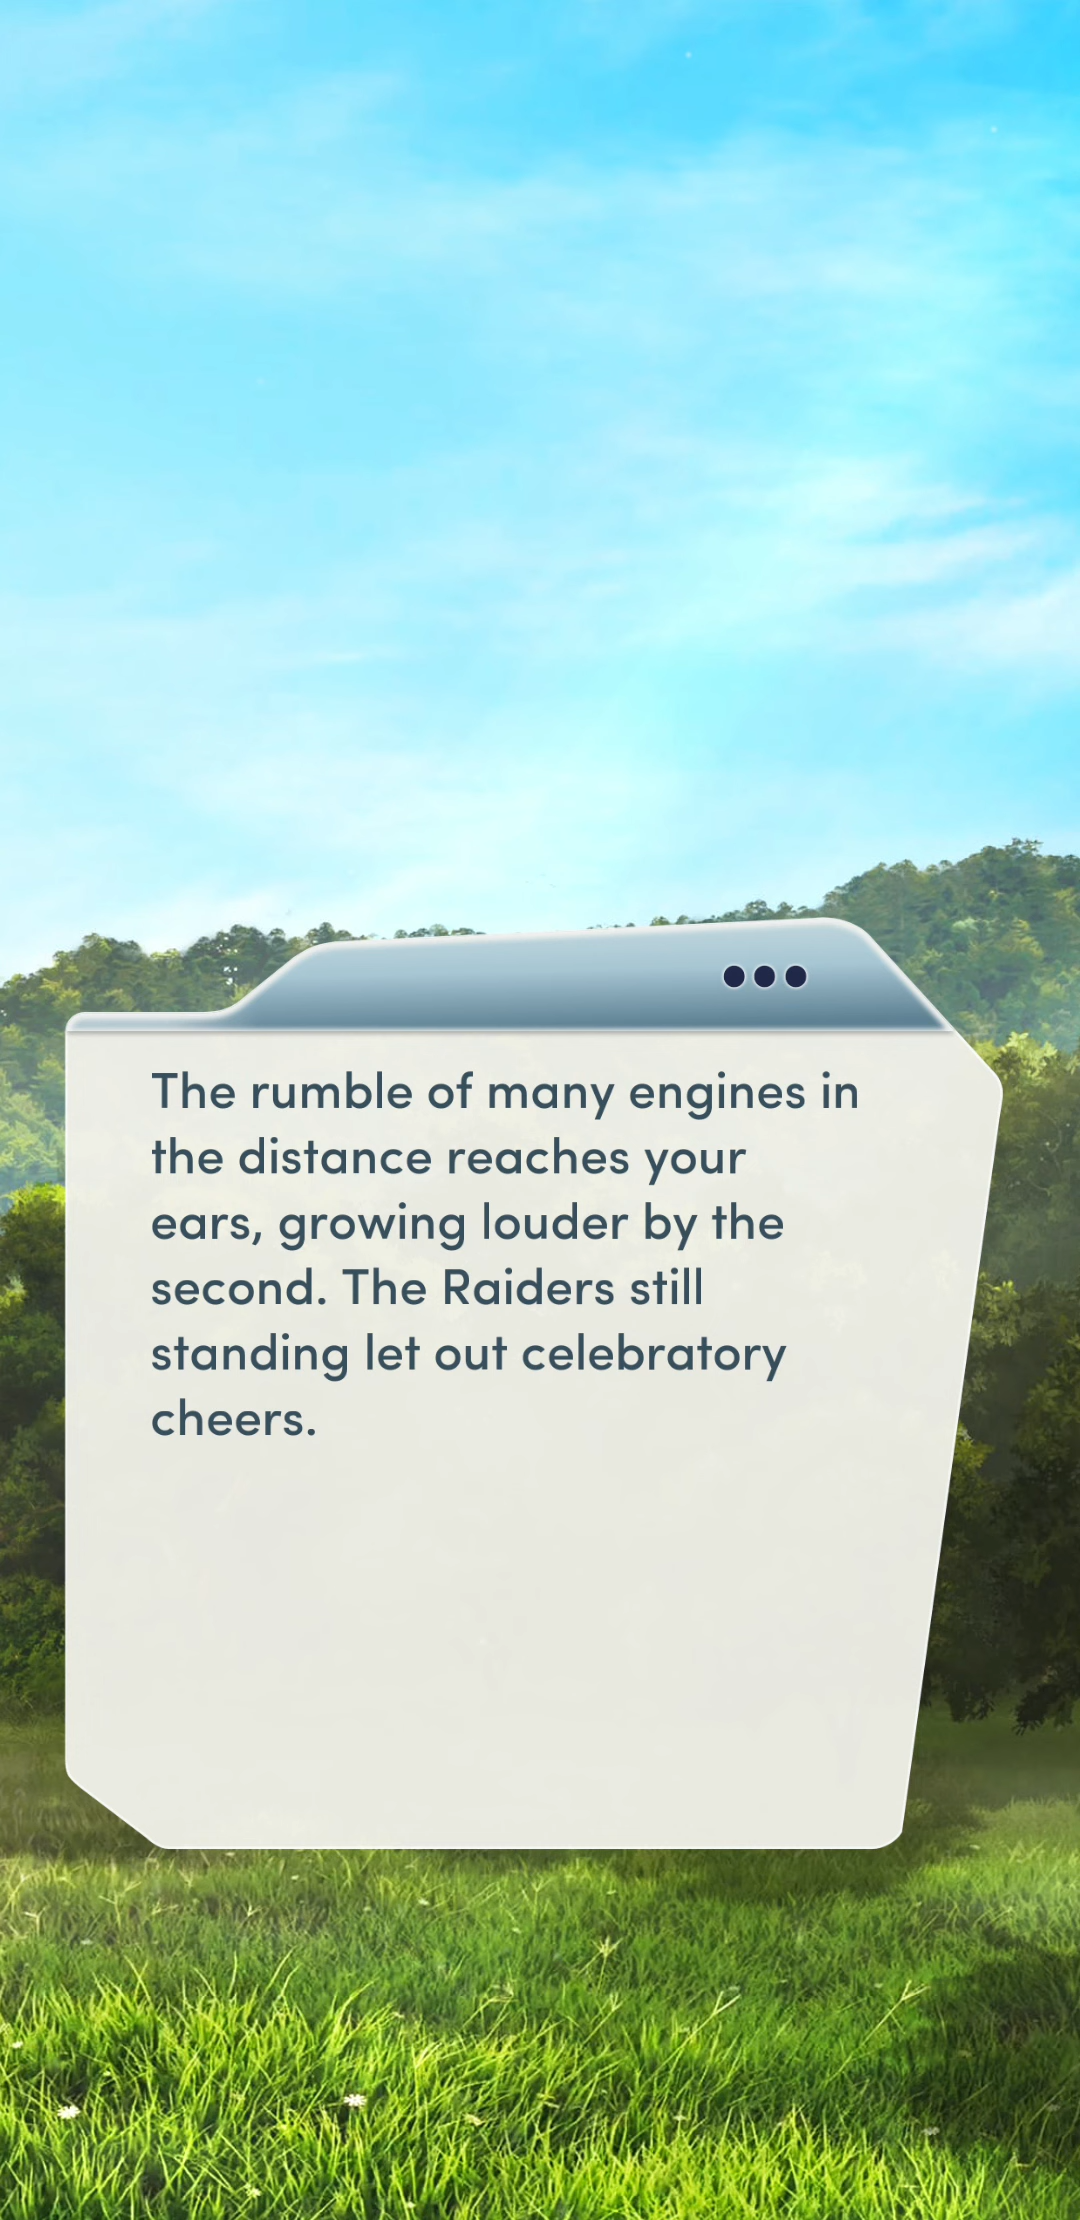 The rumble of many engines in
the distance reaches your
ears, growing louder by the
second. The Raiders still
standing let out celebratory
cheers.